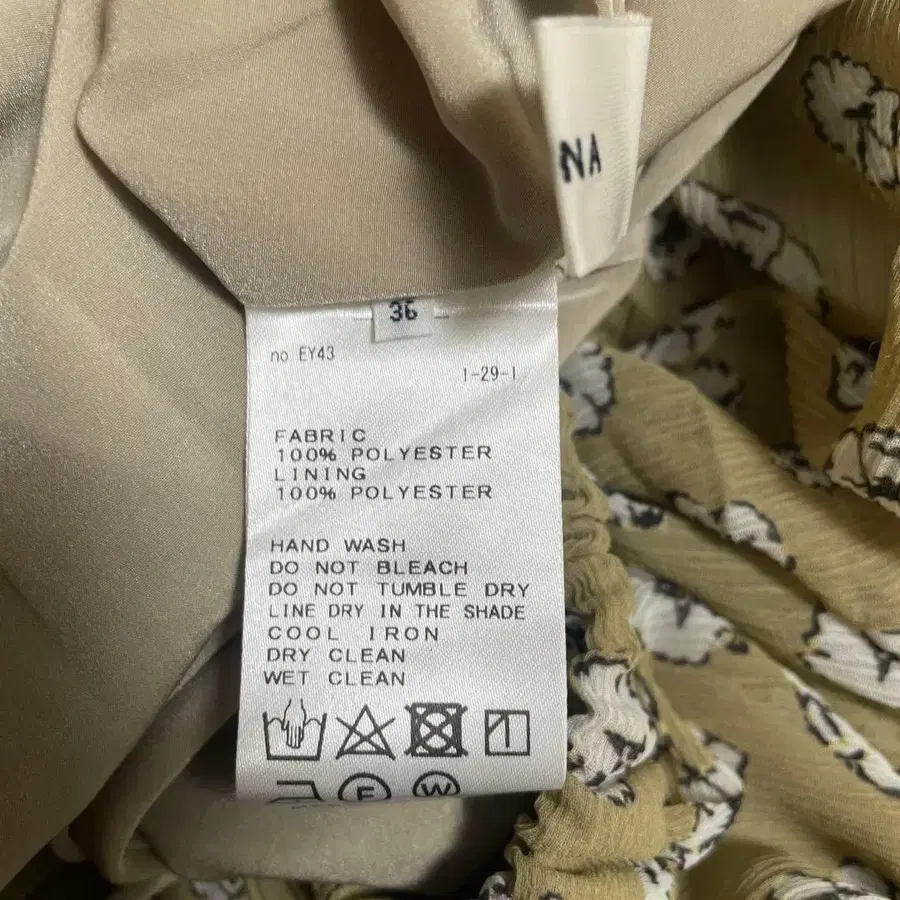 NA
36
no EY43
1-29-1
FABRIC
100% POLYESTER
LINING
100% POLYESTER
HAND WASH
DO NOT BLEACH
DO NOT TUMBLE DRY
LINE DRY IN THE SHADE
COOL IRON
DRY CLEAN
WET CLEAN
F W